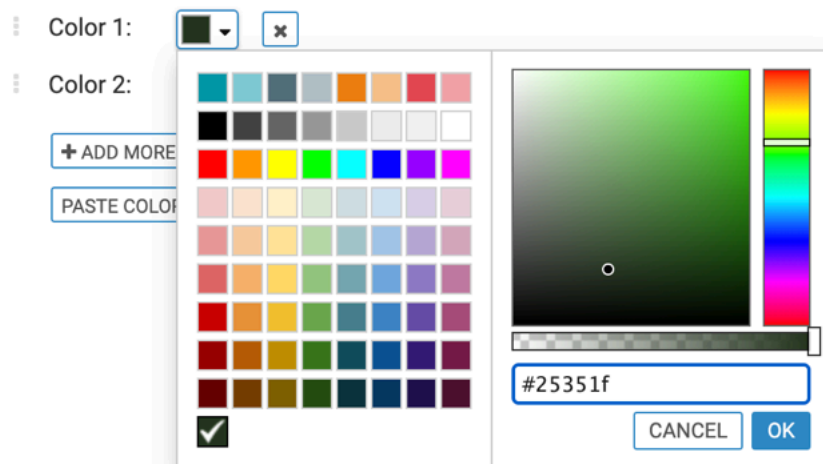 Color 1:
Color 2:
+ ADD MORE
PASTE COLOR
#25351f
CANCEL
OK